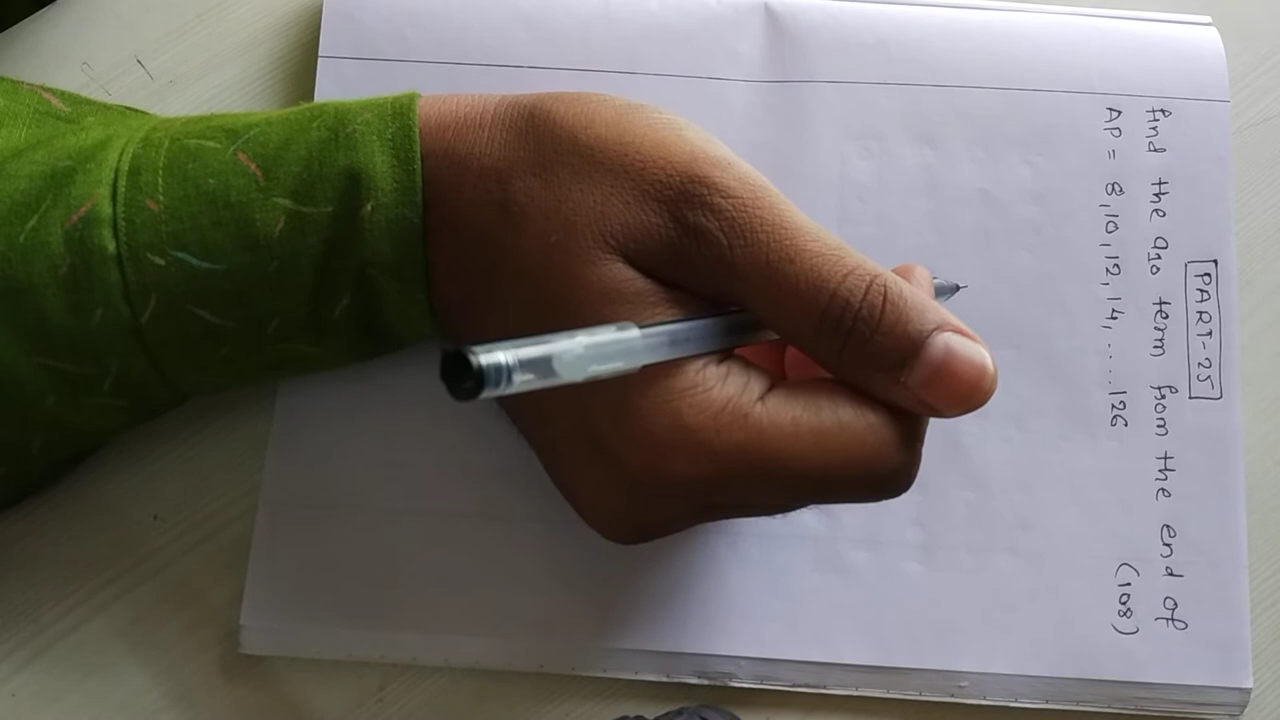 PART-25
find the a10 term from the end of
AP = 8,10,12,14,.....126 (108)